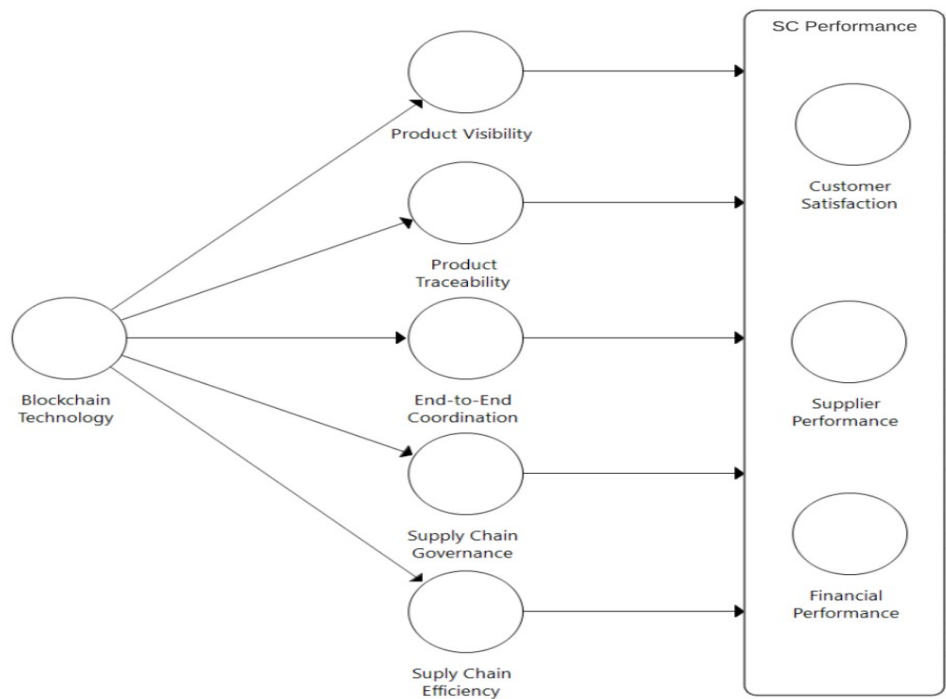 SC Performance
Product Visibility
Customer
Satisfaction
Product
Traceability
Blockchain
Technology
End-to-End
Coordination
Supplier
Performance
Supply Chain
Governance
Financial
Performance
Suply Chain
Efficiency